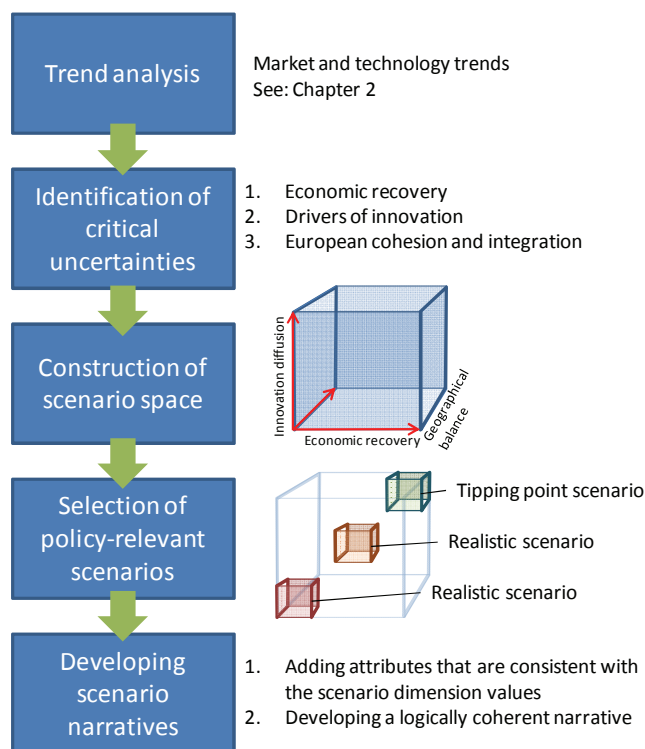 Trend analysis
Market and technology trends
See: Chapter 2
Identification of
critical
uncertainties
1. Economic recovery
2. Drivers of innovation
3. European cohesion and integration
Construction of
scenario space
Innovation diffusion
Economic recovery
Geographical
balance
Selection of
policy-relevant
scenarios
Tipping point scenario
Realistic scenario
Realistic scenario
Developing
scenario
narratives
1. Adding attributes that are consistent with
the scenario dimension values
2. Developing a logically coherent narrative